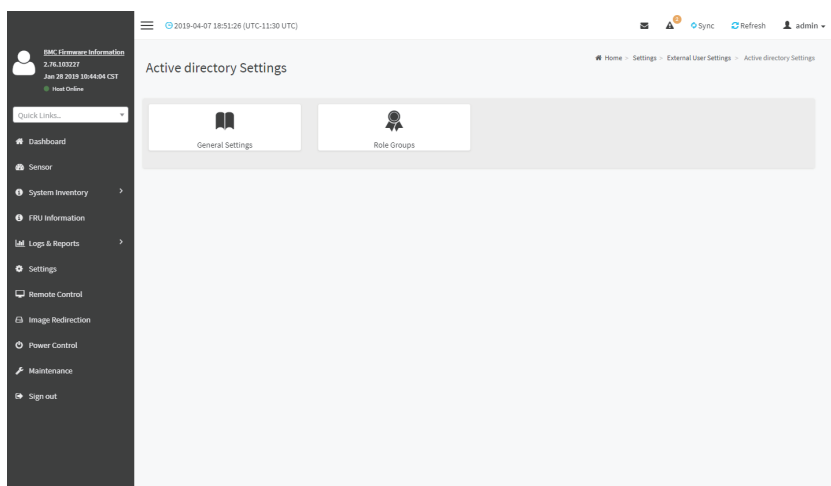 2019-04-07 18:51:26 (UTC-11:30 UTC)
Sync
Refresh
admin
BMC Firmware Information
2.76.103227
Jan 28 2019 10:44:04 CST
Host Online
Quick Links...
Dashboard
Sensor
System Inventory
FRU Information
Logs & Reports
Settings
Remote Control
Image Redirection
Power Control
Maintenance
Sign out
Active directory Settings
Home > Settings > External User Settings > Active directory Settings
General Settings
Role Groups